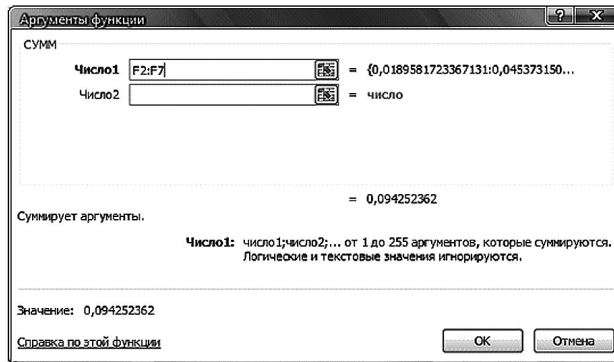 Аргументы функции
СУММ
Число1 F2:F7 = {0,0189581723367131:0,045373150...
Число2 = число
= 0,094252362
Суммирует аргументы.
Число1: число1;число2;... от 1 до 255 аргументов, которые суммируются. Логические и текстовые значения игнорируются.
Значение: 0,094252362
Справка по этой функции
ОК Отмена